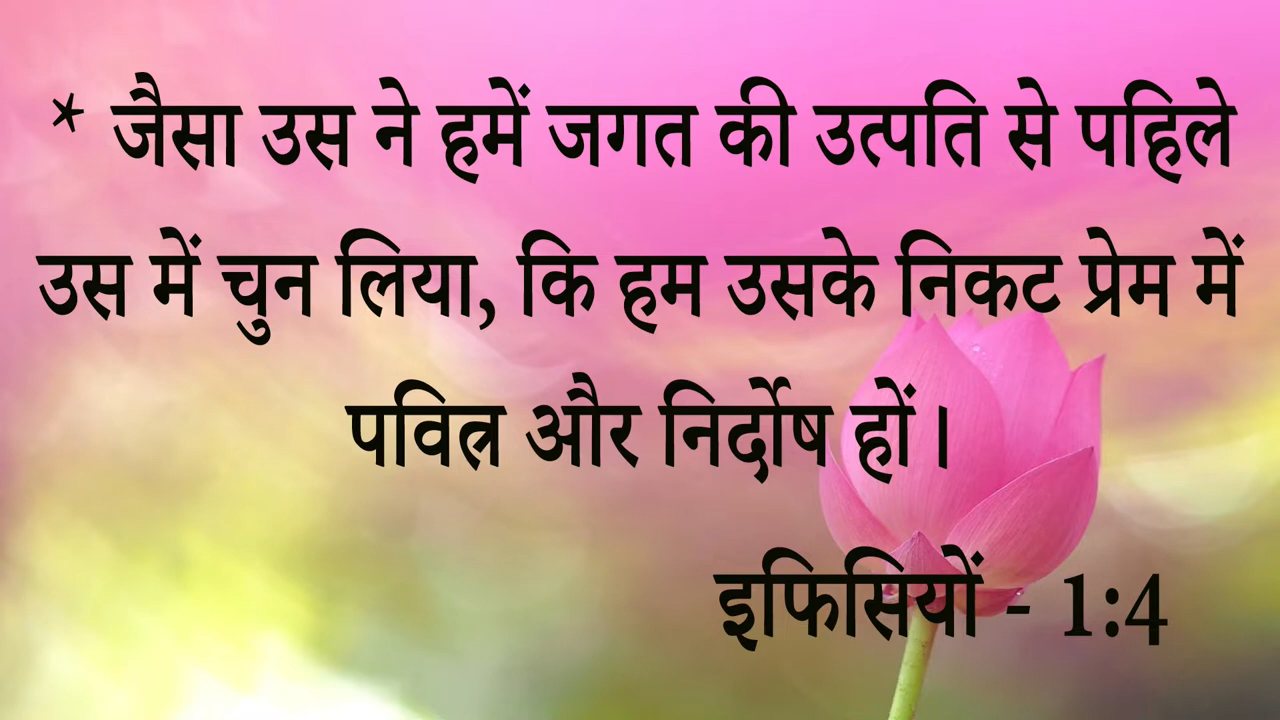 * जैसा उस ने हमें जगत की उत्पति से पहिले
उस में चुन लिया, कि हम उसके निकट प्रेम में
पवित्र और निर्दोष हों।
इफिसियों - 1:4